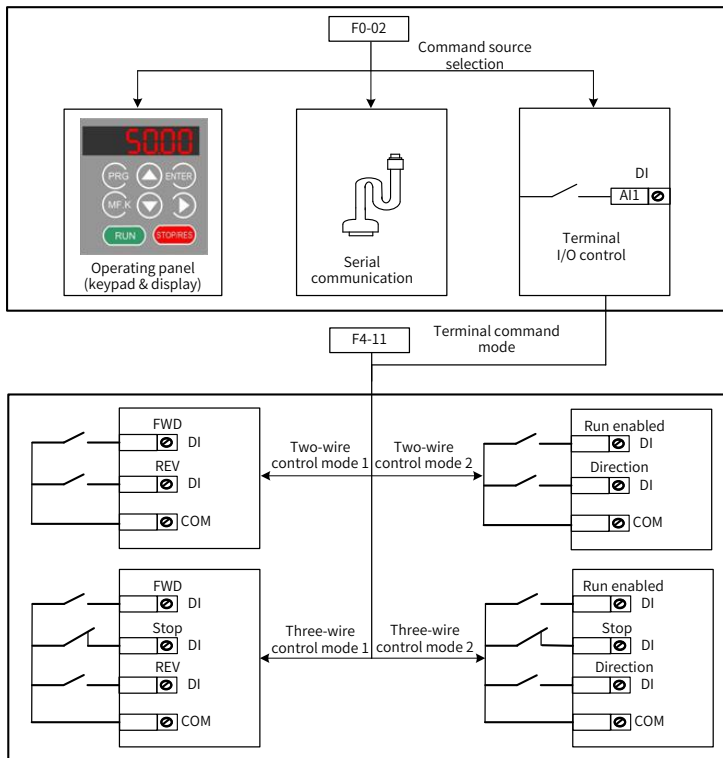 F0-02
Command source
selection
50.00
PRG
ENTER
MF.K
RUN
STOP/RES
Operating panel
(keypad & display)
Serial
communication
DI
AI1
Terminal
I/O control
F4-11
Terminal command
mode
FWD
DI
REV
DI
COM
Two-wire
control mode 1
Two-wire
control mode 2
Run enabled
DI
Direction
DI
COM
FWD
DI
Stop
DI
REV
DI
COM
Three-wire
control mode 1
Three-wire
control mode 2
Run enabled
DI
Stop
DI
Direction
DI
COM